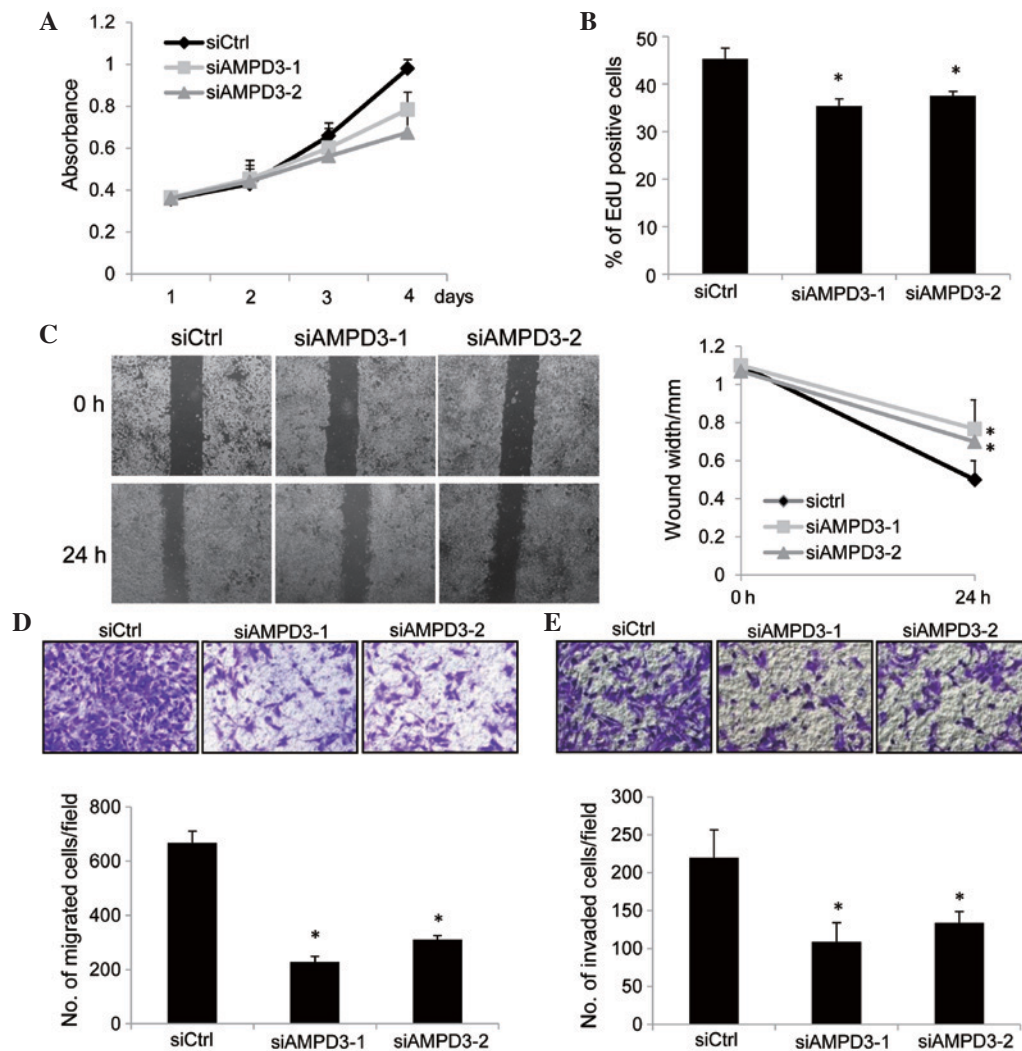 A
1.2
1
0.8
0.6
0.4
0.2
0
Absorbance
siCtrl
siAMPD3-1
siAMPD3-2
1 2 3 4 days
B
50
40
30
20
10
0
% of EdU positive cells
* *
siCtrl siAMPD3-1 siAMPD3-2
C
siCtrl siAMPD3-1 siAMPD3-2
0 h
24 h
1.2
1
0.8
0.6
0.4
0.2
0
Wound width/mm
*
*
sictrl
siAMPD3-1
siAMPD3-2
0 h 24 h
D
siCtrl siAMPD3-1 siAMPD3-2
800
600
400
200
0
No. of migrated cells/field
* *
siCtrl siAMPD3-1 siAMPD3-2
E
siCtrl siAMPD3-1 siAMPD3-2
300
250
200
150
100
50
0
No. of invaded cells/field
* *
siCtrl siAMPD3-1 siAMPD3-2